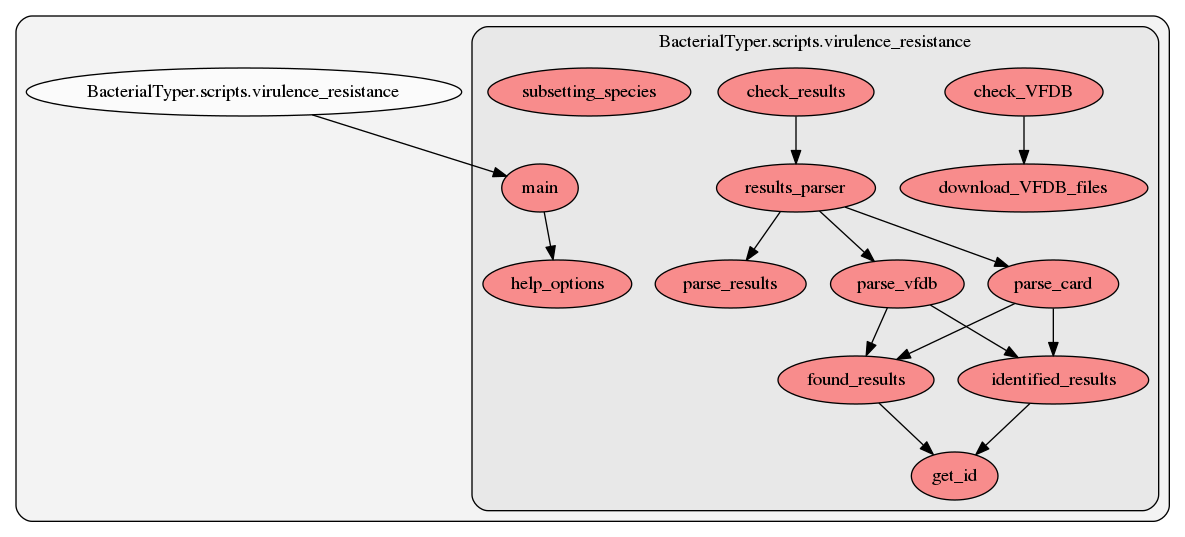 BacterialTyper.scripts.virulence_resistance
BacterialTyper.scripts.virulence_resistance
subsetting_species
check_results
check_VFDB
main
results_parser
download_VFDB_files
help_options
parse_results
parse_vfdb
parse_card
found_results
identified_results
get_id